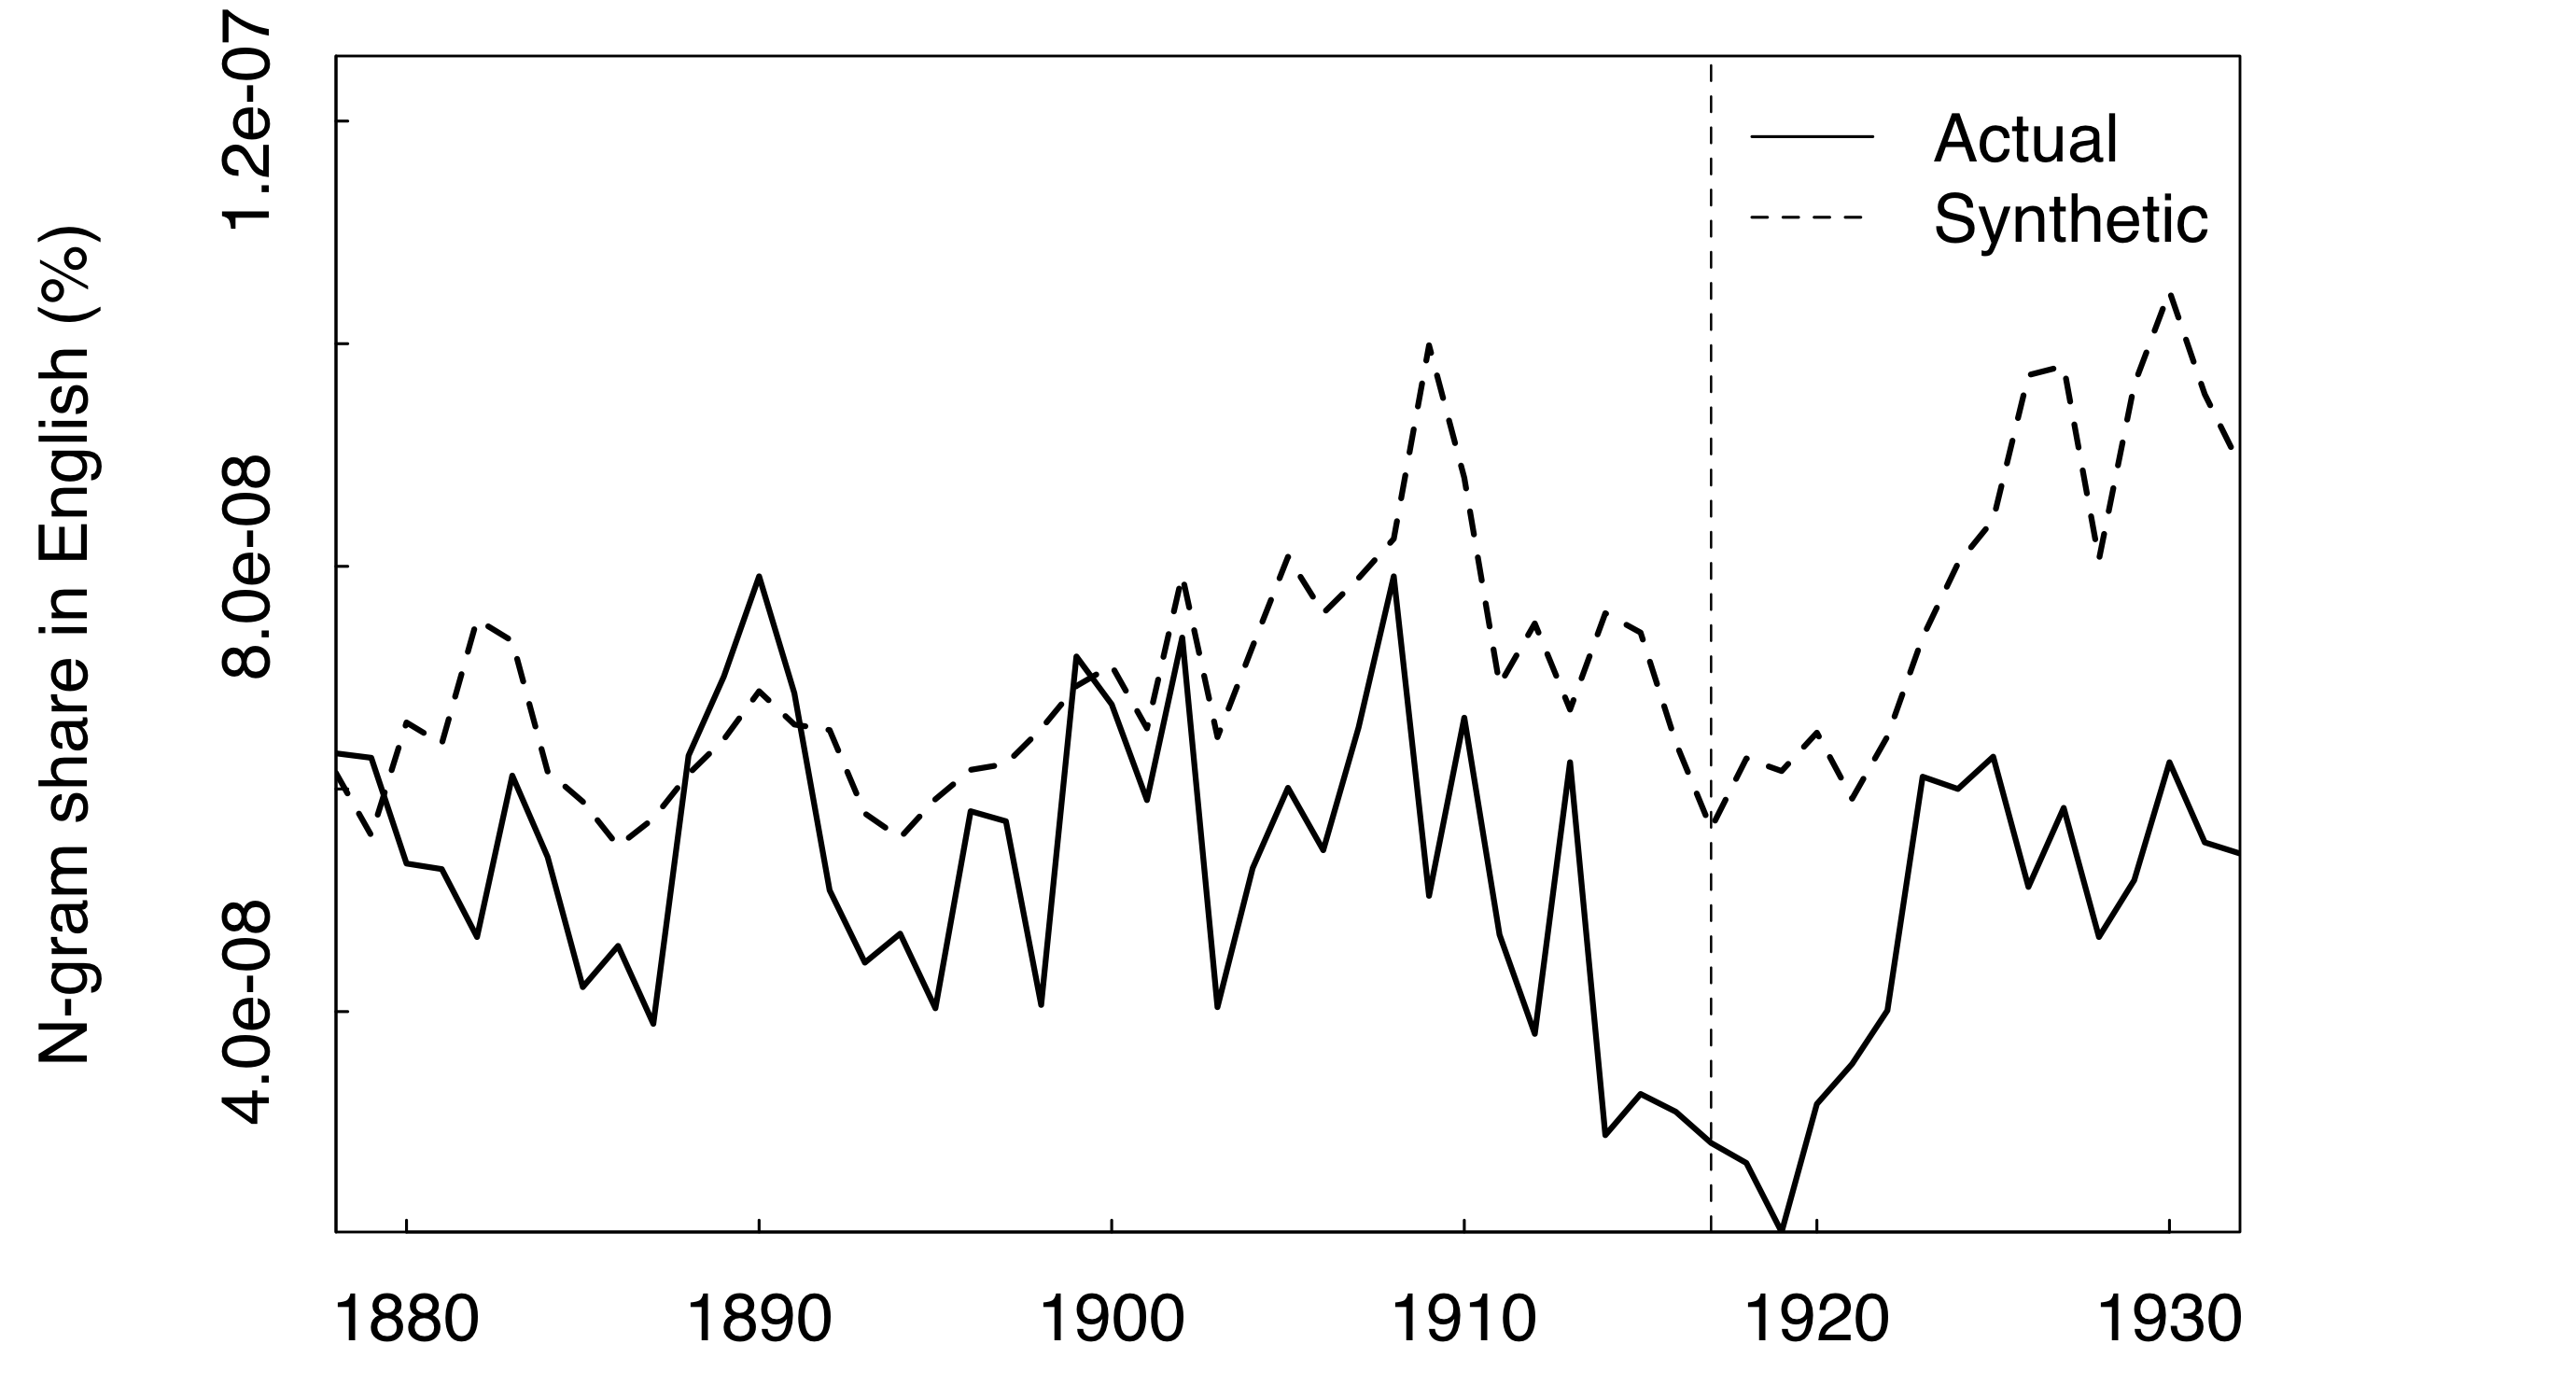 N-gram share in English (%)
1.2e-07
8.0e-08
4.0e-08
Actual
Synthetic
1880 1890 1900 1910 1920 1930